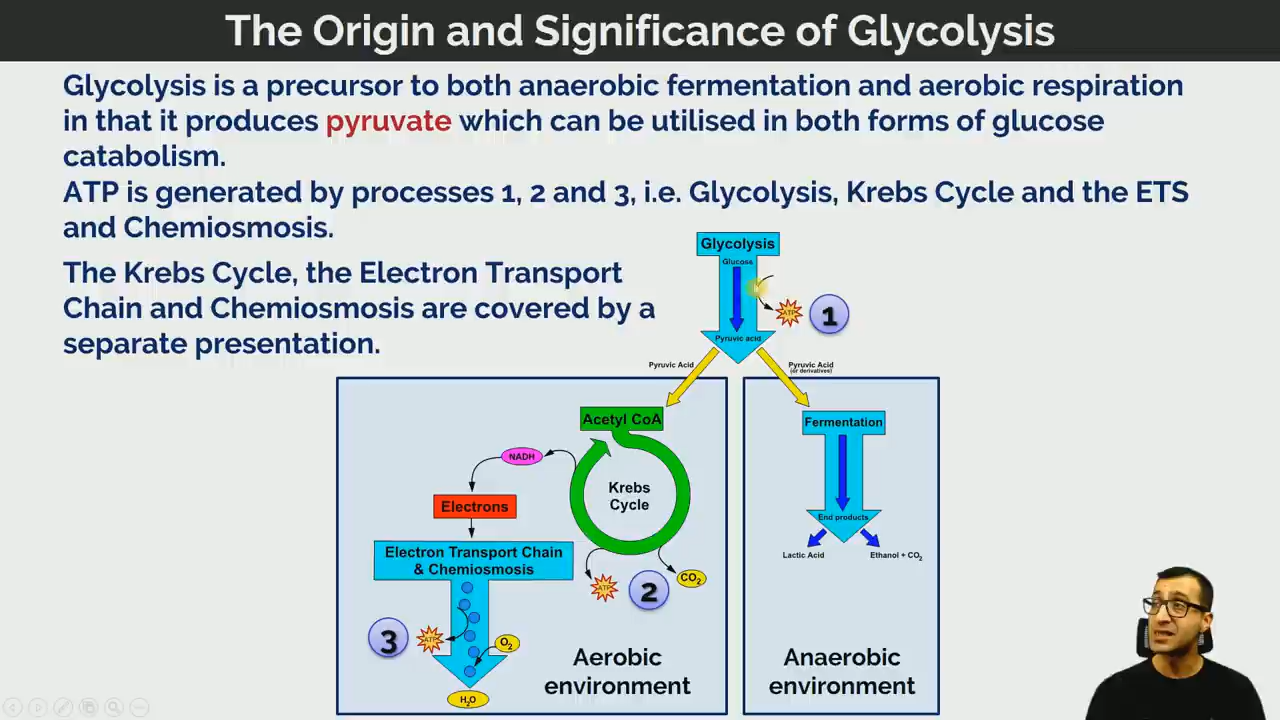 The Origin and Significance of Glycolysis
Glycolysis is a precursor to both anaerobic fermentation and aerobic respiration
in that it produces pyruvate which can be utilised in both forms of glucose
catabolism.
ATP is generated by processes 1, 2 and 3, i.e. Glycolysis, Krebs Cycle and the ETS
and Chemiosmosis.
The Krebs Cycle, the Electron Transport
Chain and Chemiosmosis are covered by a
separate presentation.
Glycolysis
Glucose
ATP
1
Pyruvic acid
Pyruvic Acid
Pyruvic Acid
(or derivatives)
Acetyl CoA
Krebs
Cycle
NADH
Electrons
Electron Transport Chain
& Chemiosmosis
ATP
2
CO₂
3
ATP
O₂
H₂O
Aerobic
environment
Fermentation
End products
Lactic Acid
Ethanol + CO₂
Anaerobic
environment